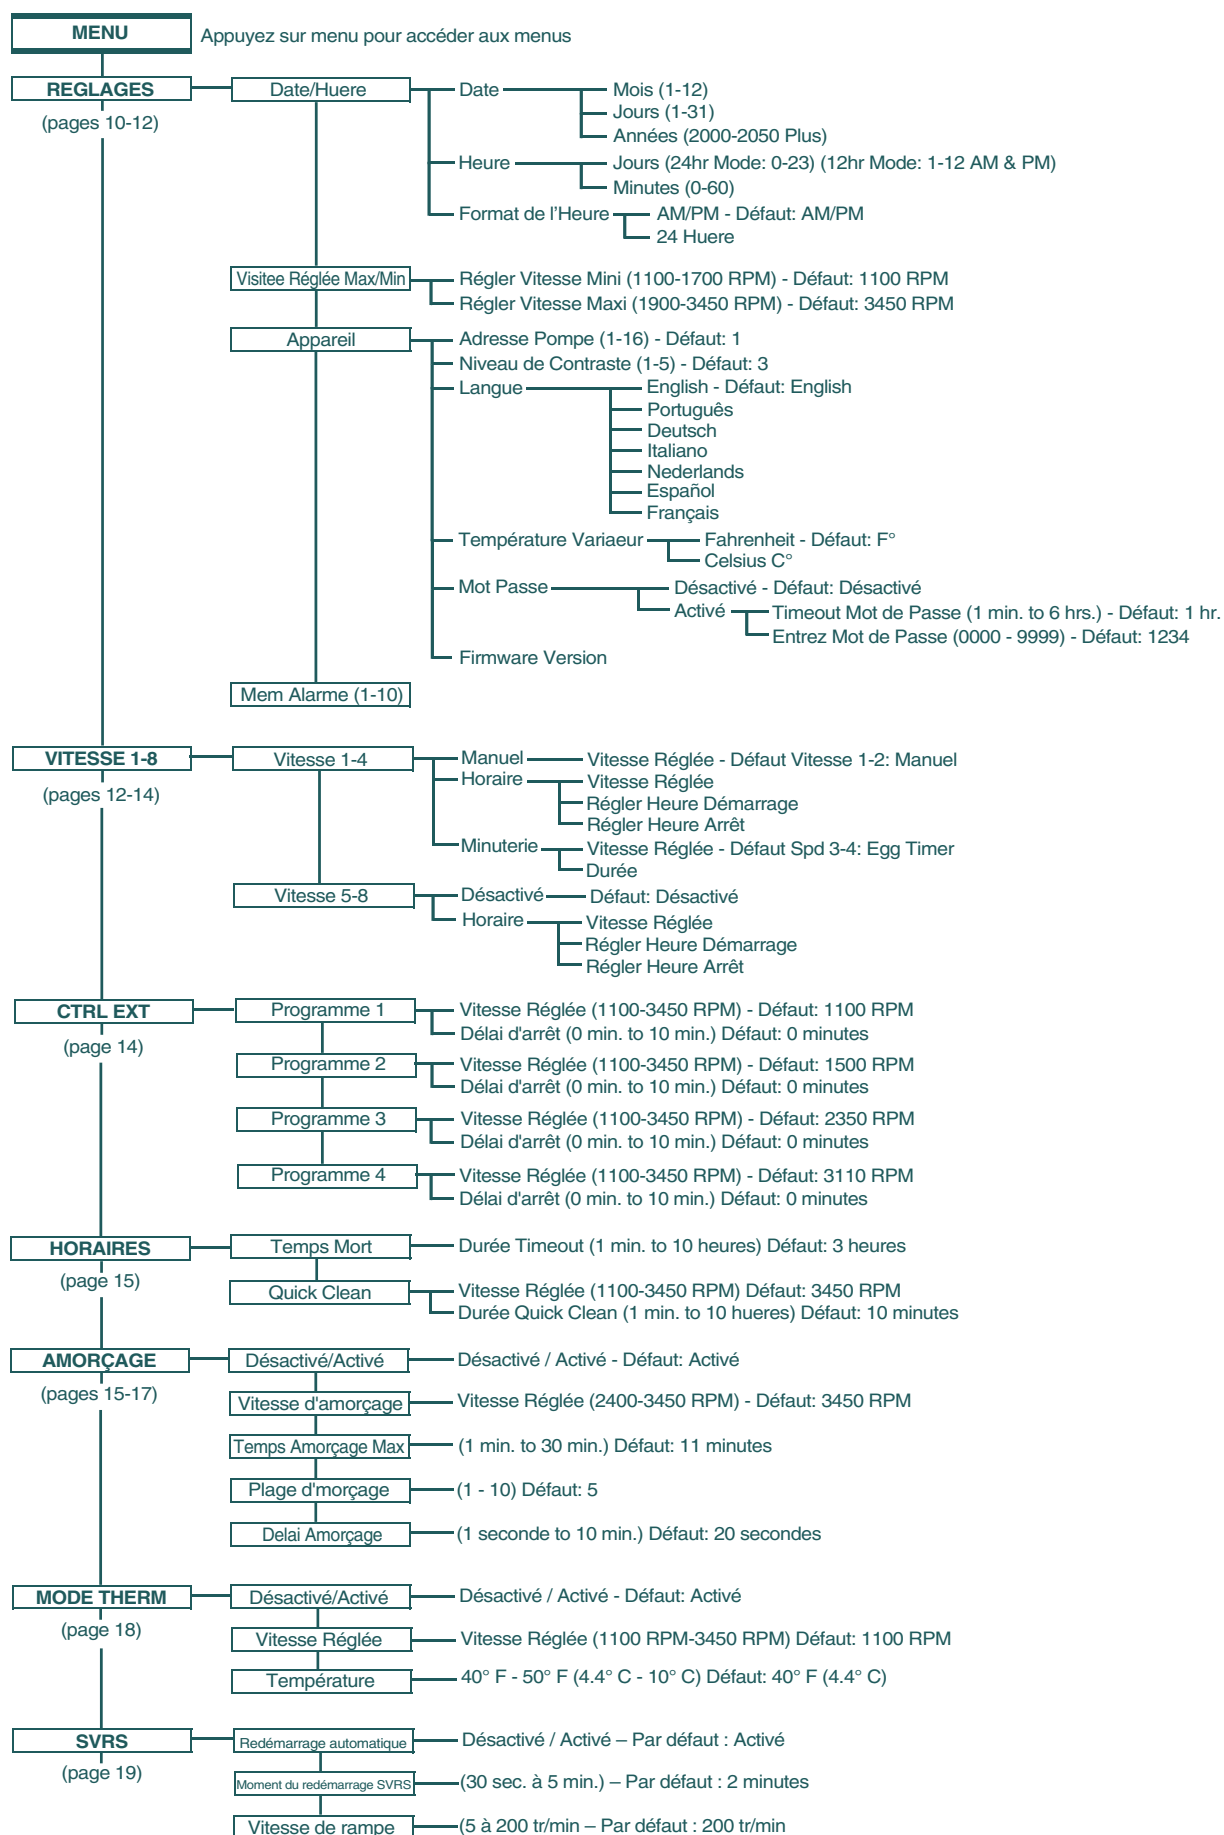 MENU
Appuyez sur menu pour accéder aux menus
REGLAGES
(pages 10-12)
Date/Huere
Date
Mois (1-12)
Jours (1-31)
Années (2000-2050 Plus)
Heure
Jours (24hr Mode: 0-23) (12hr Mode: 1-12 AM & PM)
Minutes (0-60)
Format de l’Heure
AM/PM - Défaut: AM/PM
24 Huere
Visitee Réglée Max/Min
Régler Vitesse Mini (1100-1700 RPM) - Défaut: 1100 RPM
Régler Vitesse Maxi (1900-3450 RPM) - Défaut: 3450 RPM
Appareil
Adresse Pompe (1-16) - Défaut: 1
Niveau de Contraste (1-5) - Défaut: 3
Langue
English - Défaut: English
Português
Deutsch
Italiano
Nederlands
Español
Français
Température Variaeur
Fahrenheit - Défaut: F°
Celsius C°
Mot Passe
Désactivé - Défaut: Désactivé
Activé
Timeout Mot de Passe (1 min. to 6 hrs.) - Défaut: 1 hr.
Entrez Mot de Passe (0000 - 9999) - Défaut: 1234
Firmware Version
Mem Alarme (1-10)
VITESSE 1-8
(pages 12-14)
Vitesse 1-4
Manuel
Vitesse Réglée - Défaut Vitesse 1-2: Manuel
Horaire
Vitesse Réglée
Régler Heure Démarrage
Régler Heure Arrêt
Minuterie
Vitesse Réglée - Défaut Spd 3-4: Egg Timer
Durée
Vitesse 5-8
Désactivé
Défaut: Désactivé
Horaire
Vitesse Réglée
Régler Heure Démarrage
Régler Heure Arrêt
CTRL EXT
(page 14)
Programme 1
Vitesse Réglée (1100-3450 RPM) - Défaut: 1100 RPM
Délai d'arrêt (0 min. to 10 min.) Défaut: 0 minutes
Programme 2
Vitesse Réglée (1100-3450 RPM) - Défaut: 1500 RPM
Délai d'arrêt (0 min. to 10 min.) Défaut: 0 minutes
Programme 3
Vitesse Réglée (1100-3450 RPM) - Défaut: 2350 RPM
Délai d'arrêt (0 min. to 10 min.) Défaut: 0 minutes
Programme 4
Vitesse Réglée (1100-3450 RPM) - Défaut: 3110 RPM
Délai d'arrêt (0 min. to 10 min.) Défaut: 0 minutes
HORAIRES
(page 15)
Temps Mort
Durée Timeout (1 min. to 10 heures) Défaut: 3 heures
Quick Clean
Vitesse Réglée (1100-3450 RPM) Défaut: 3450 RPM
Durée Quick Clean (1 min. to 10 hueres) Défaut: 10 minutes
AMORÇAGE
(pages 15-17)
Désactivé/Activé
Désactivé / Activé - Défaut: Activé
Vitesse d'amorçage
Vitesse Réglée (2400-3450 RPM) - Défaut: 3450 RPM
Temps Amorçage Max
(1 min. to 30 min.) Défaut: 11 minutes
Plage d'morçage
(1 - 10) Défaut: 5
Delai Amorçage
(1 seconde to 10 min.) Défaut: 20 secondes
MODE THERM
(page 18)
Désactivé/Activé
Désactivé / Activé - Défaut: Activé
Vitesse Réglée
Vitesse Réglée (1100 RPM-3450 RPM) Défaut: 1100 RPM
Température
40° F - 50° F (4.4° C - 10° C) Défaut: 40° F (4.4° C)
SVRS
(page 19)
Redémarrage automatique
Désactivé / Activé – Par défaut : Activé
Moment du redémarrage SVRS
(30 sec. à 5 min.) – Par défaut : 2 minutes
Vitesse de rampe
(5 à 200 tr/min – Par défaut : 200 tr/min